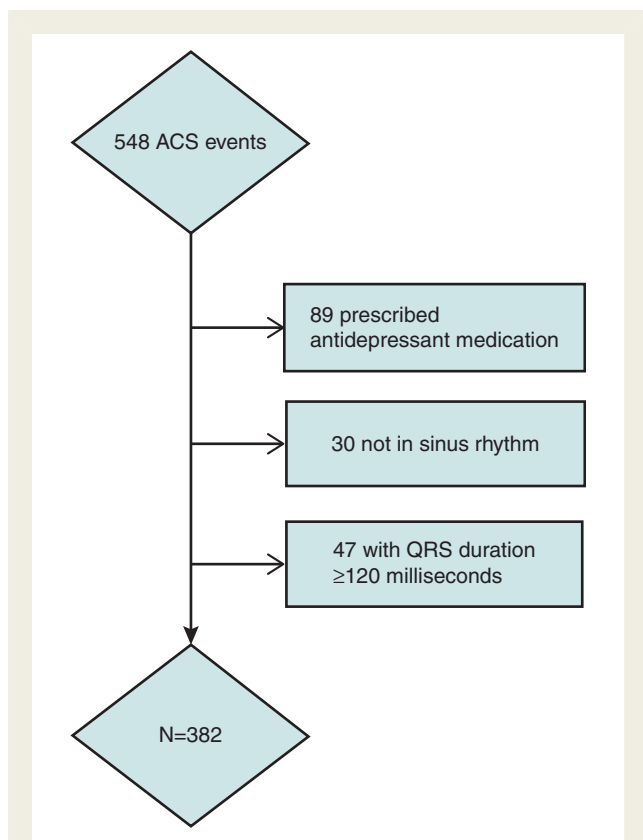 548 ACS events
89 prescribed
antidepressant medication
30 not in sinus rhythm
47 with QRS duration
≥120 milliseconds
N=382